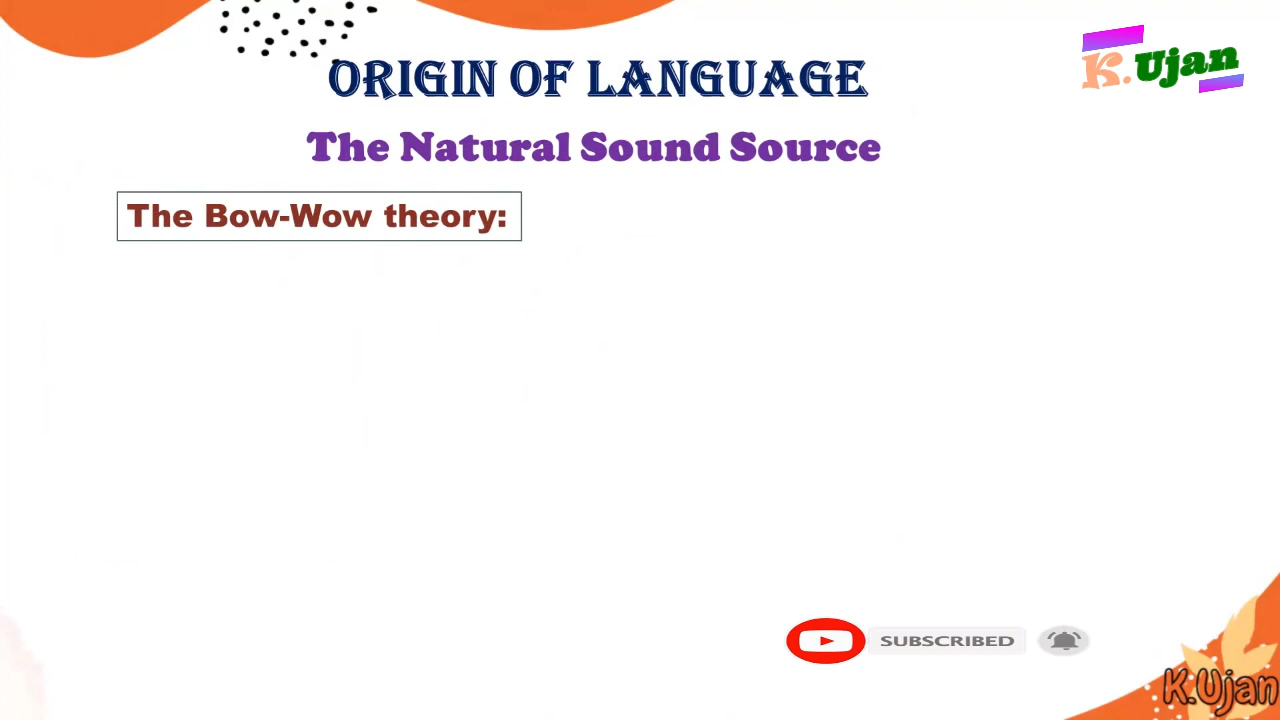 ORIGIN OF LANGUAGE
K.Ujan
The Natural Sound Source
The Bow-Wow theory:
SUBSCRIBED
K.Ujan